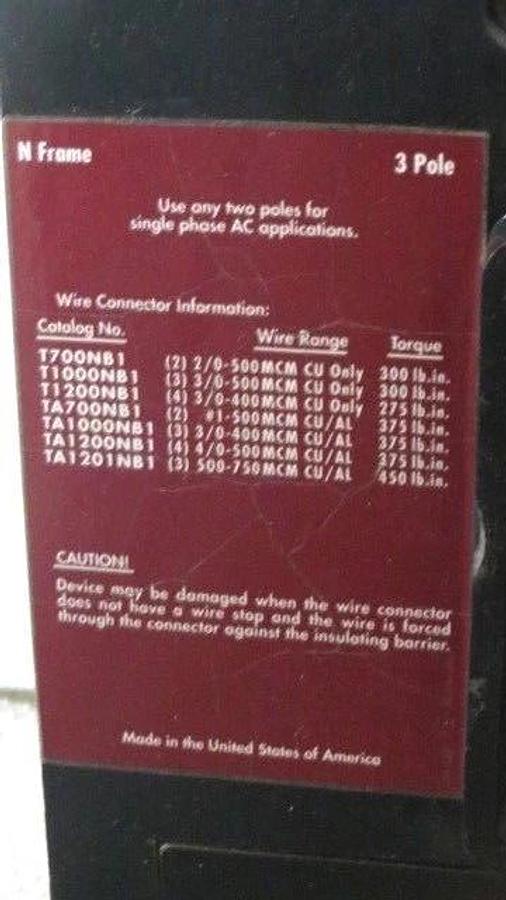 N Frame 3 Pole
Use any two poles for
single phase AC applications.
Wire Connector Information:
Catalog No. Wire Range Torque
T700NB1 (2) 2/0-500MCM CU Only 300 lb.in.
T1000NB1 (3) 3/0-500MCM CU Only 300 lb.in.
T1200NB1 (4) 3/0-400MCM CU Only 275 lb.in.
TA700NB1 (2) #1-500MCM CU/AL 375 lb.in.
TA1000NB1 (3) 3/0-400MCM CU/AL 375 lb.in.
TA1200NB1 (4) 4/0-500MCM CU/AL 375 lb.in.
TA1201NB1 (3) 500-750MCM CU/AL 450 lb.in.
CAUTION!
Device may be damaged when the wire connector
does not have a wire stop and the wire is forced
through the connector against the insulating barrier.
Made in the United States of America